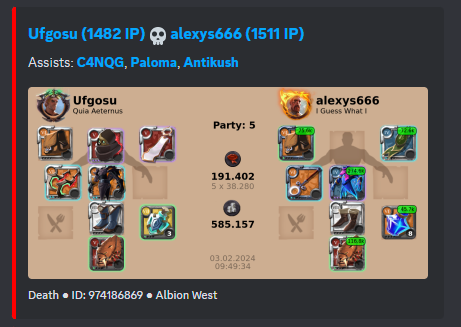 Ufgosu (1482 IP) 💀 alexys666 (1511 IP)
Assists: C4NQG, Paloma, Antikush
Ufgosu
Quia Aeternus
alexys666
I Guess What I
Party: 5
191.402
5 x 38.280
585.157
3
8
03.02.2024
09:49:34
Death ● ID: 974186869 ● Albion West